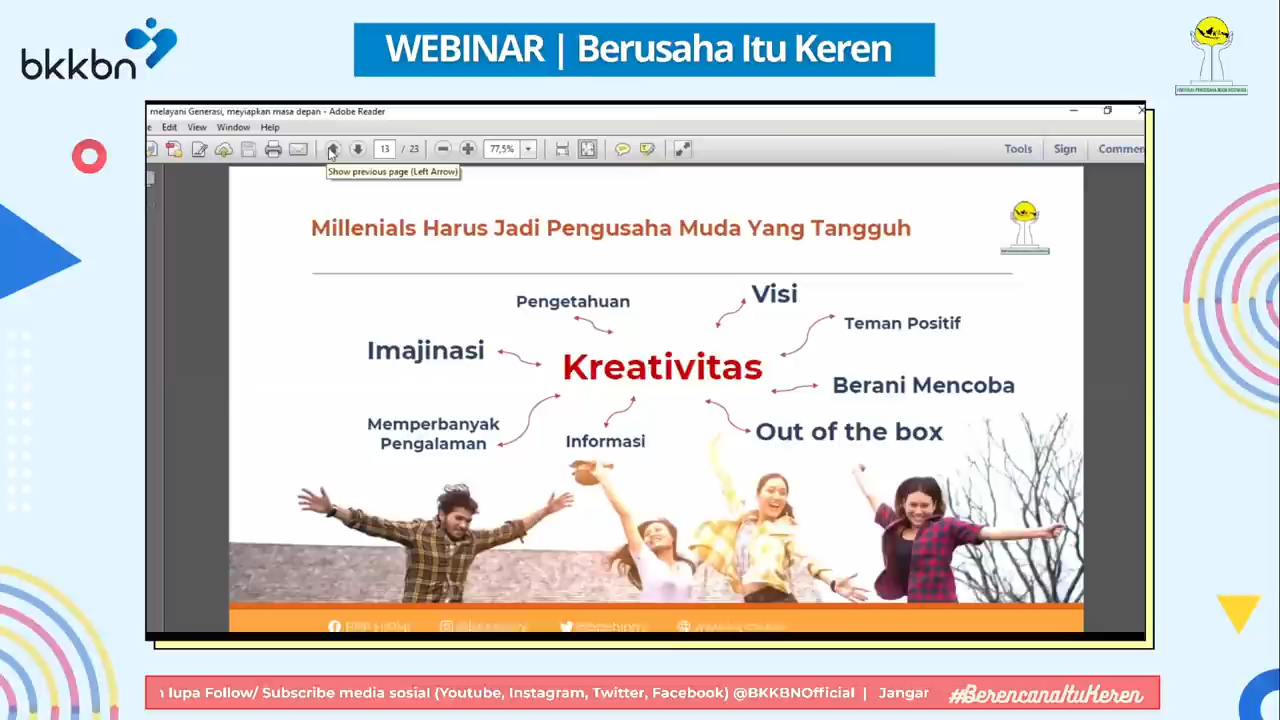 bkkbn
WEBINAR | Berusaha Itu Keren
melayani Generasi, meyiapkan masa depan - Adobe Reader
e Edit View Window Help
13 / 23 77,5% Tools Sign Commen
Show previous page (Left Arrow)
Millenials Harus Jadi Pengusaha Muda Yang Tangguh
Pengetahuan
Visi
Teman Positif
Imajinasi
Kreativitas
Berani Mencoba
Memperbanyak
Pengalaman
Informasi
Out of the box
n lupa Follow/ Subscribe media sosial (Youtube, Instagram, Twitter, Facebook) @BKKBNOfficial | Jangar
#BerencanaItuKeren